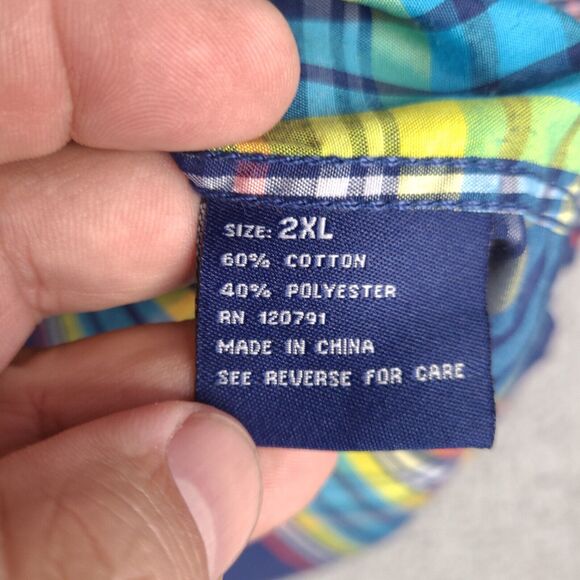 SIZE: 2XL
60% COTTON
40% POLYESTER
RN 120791
MADE IN CHINA
SEE REVERSE FOR CARE